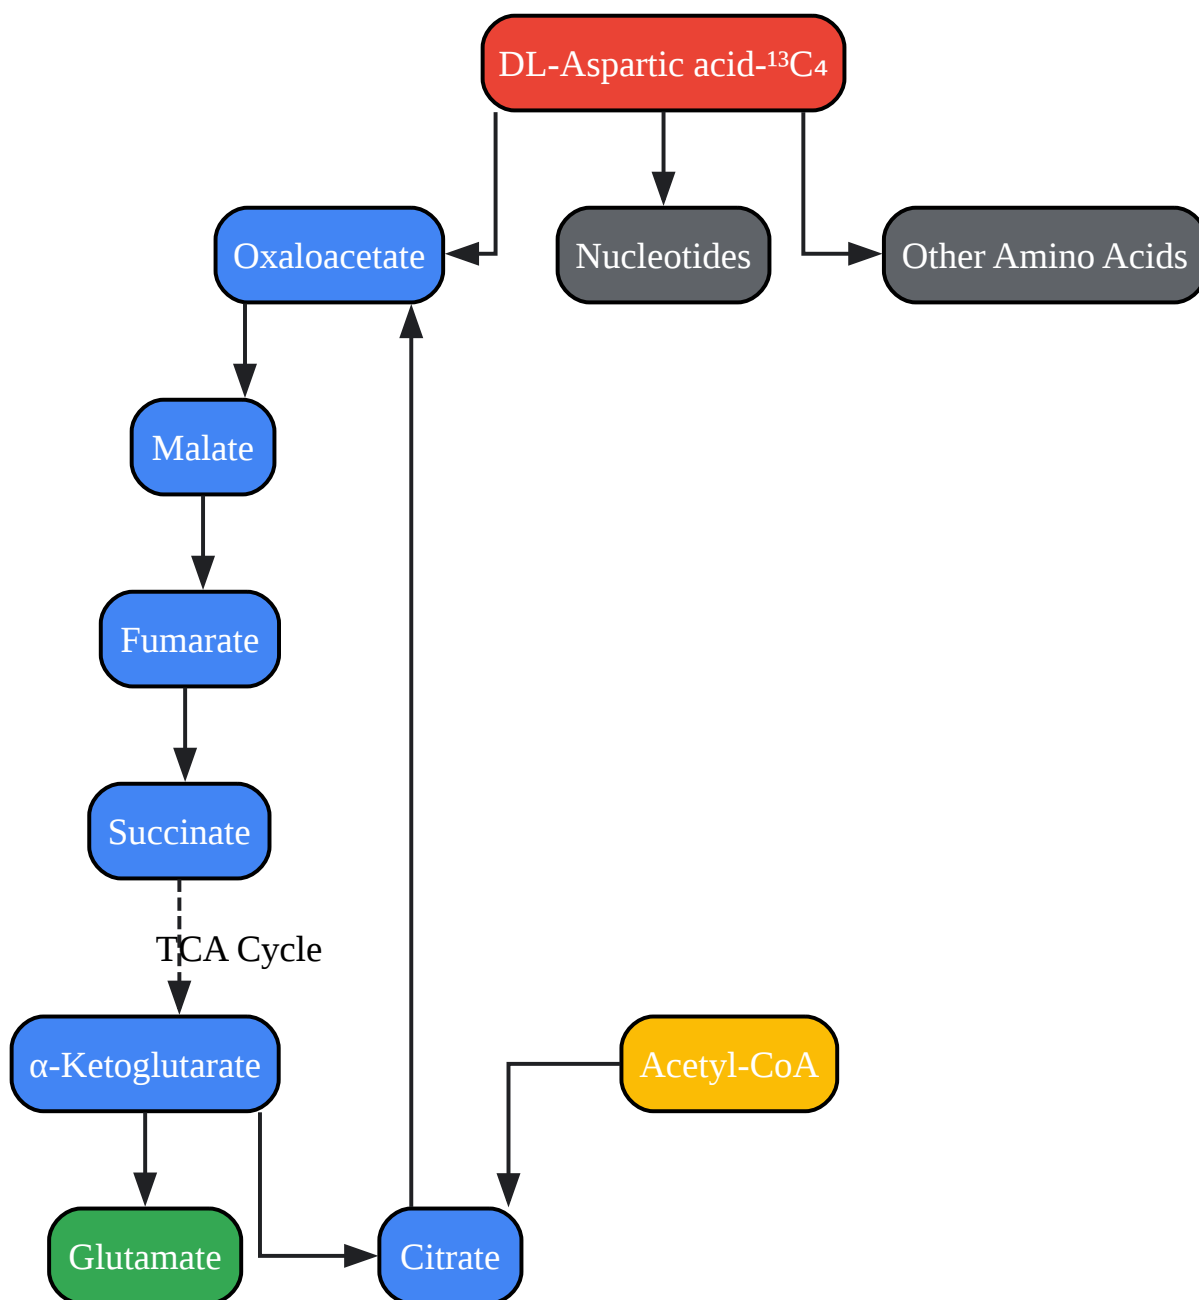 DL-Aspartic acid-¹³C₄
Oxaloacetate
Nucleotides
Other Amino Acids
Malate
Fumarate
Succinate
TCA Cycle
α-Ketoglutarate
Acetyl-CoA
Glutamate
Citrate